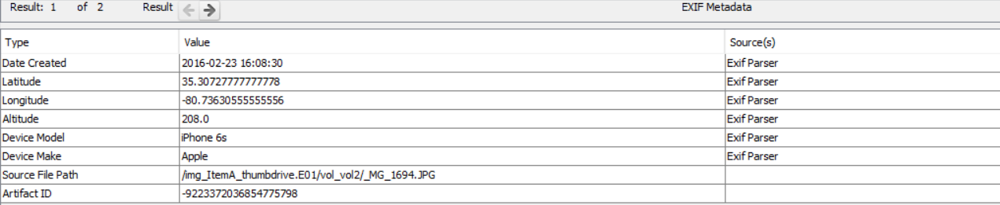 Result: 1 of 2 Result EXIF Metadata
Type Value Source(s)
Date Created 2016-02-23 16:08:30 Exif Parser
Latitude 35.30727777777778 Exif Parser
Longitude -80.73630555555556 Exif Parser
Altitude 208.0 Exif Parser
Device Model iPhone 6s Exif Parser
Device Make Apple Exif Parser
Source File Path /img_ItemA_thumbdrive.E01/vol_vol2/_MG_1694.JPG
Artifact ID -9223372036854775798